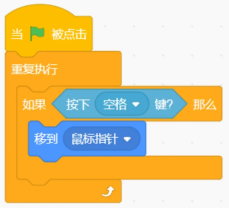 当 被点击
重复执行
如果 按下 空格 键? 那么
移到 鼠标指针